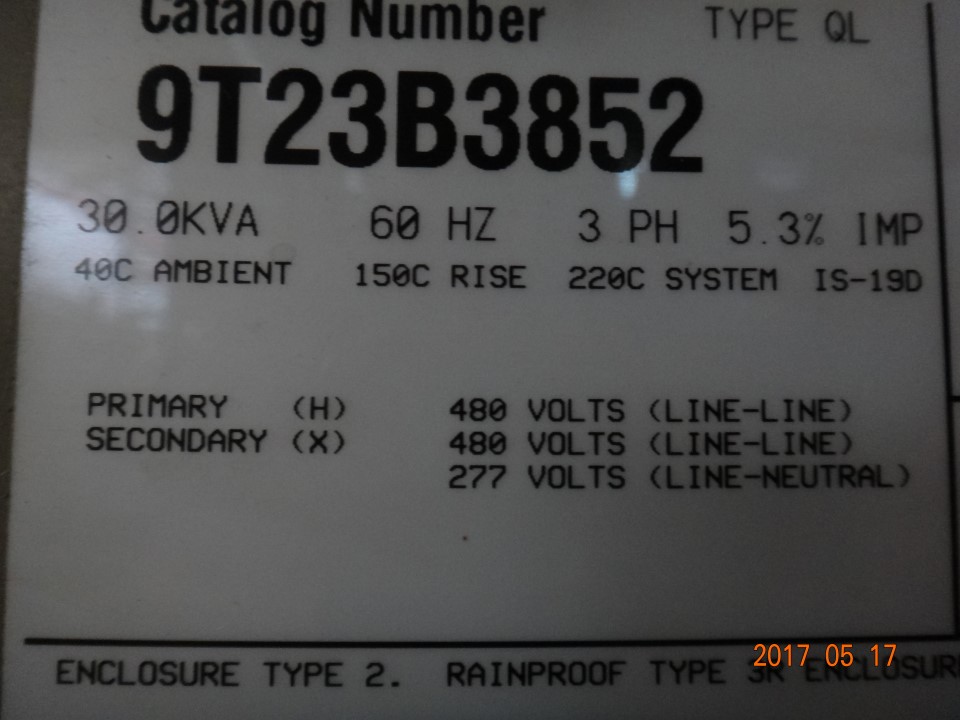 Catalog Number TYPE QL
9T23B3852
30.0KVA 60 HZ 3 PH 5.3% IMP
40C AMBIENT 150C RISE 220C SYSTEM IS-19D
PRIMARY (H) 480 VOLTS (LINE-LINE)
SECONDARY (X) 480 VOLTS (LINE-LINE)
277 VOLTS (LINE-NEUTRAL)
2017 05 17
ENCLOSURE TYPE 2. RAINPROOF TYPE 3R ENCLOSUR